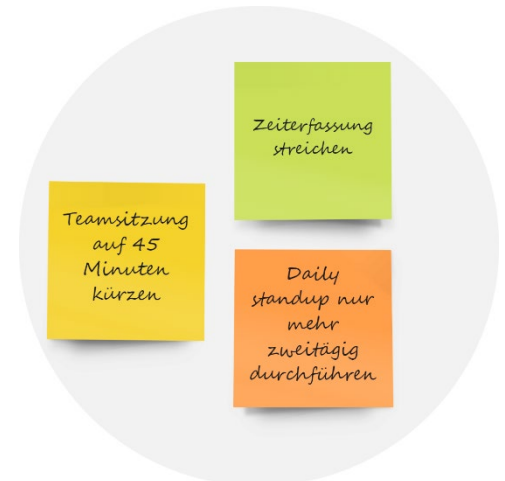 Zeiterfassung
streichen
Teamsitzung
auf 45
Minuten
kürzen
Daily
standup nur
mehr
zweitägig
durchführen